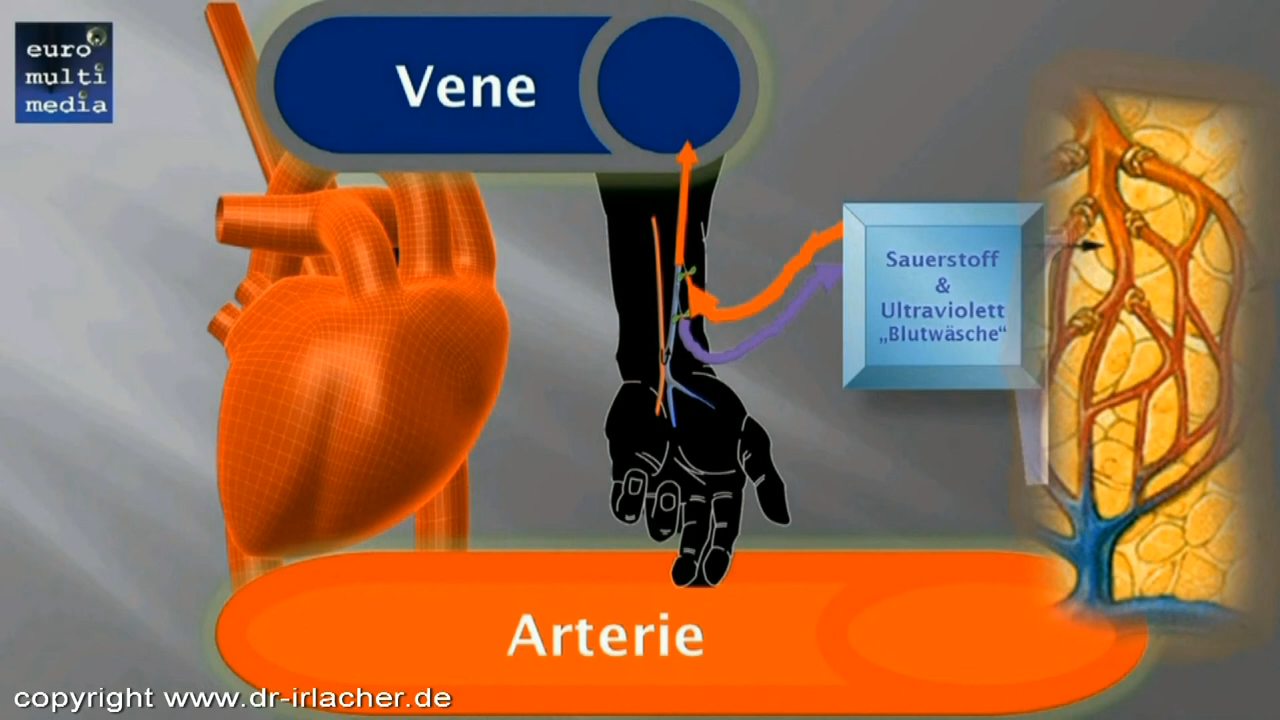 euro
multi
media
Vene
Sauerstoff
&
Ultraviolett
„Blutwäsche“
Arterie
copyright www.dr-irlacher.de